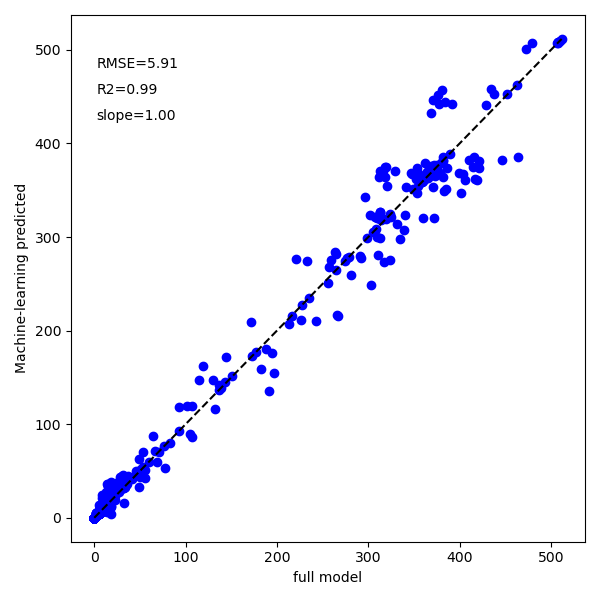 RMSE=5.91
R2=0.99
slope=1.00
500
400
300
200
100
0
Machine-learning predicted
0 100 200 300 400 500
full model